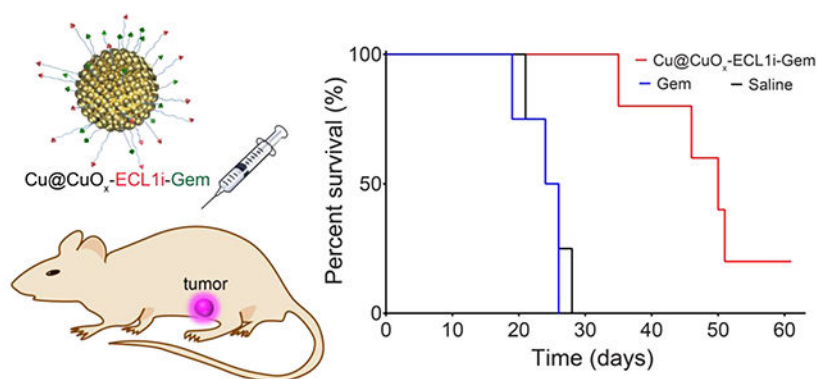 Cu@CuOₓ-ECL1i-Gem
tumor
Percent survival (%)
100
50
0
0 10 20 30 40 50 60
Time (days)
Cu@CuOₓ-ECL1i-Gem
Gem Saline